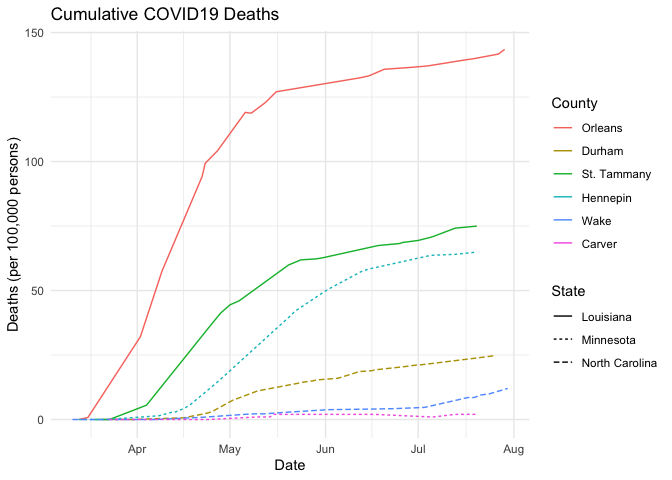 Cumulative COVID19 Deaths
Deaths (per 100,000 persons)
150
100
50
0
Apr
May
Jun
Jul
Aug
Date
County
Orleans
Durham
St. Tammany
Hennepin
Wake
Carver
State
Louisiana
Minnesota
North Carolina